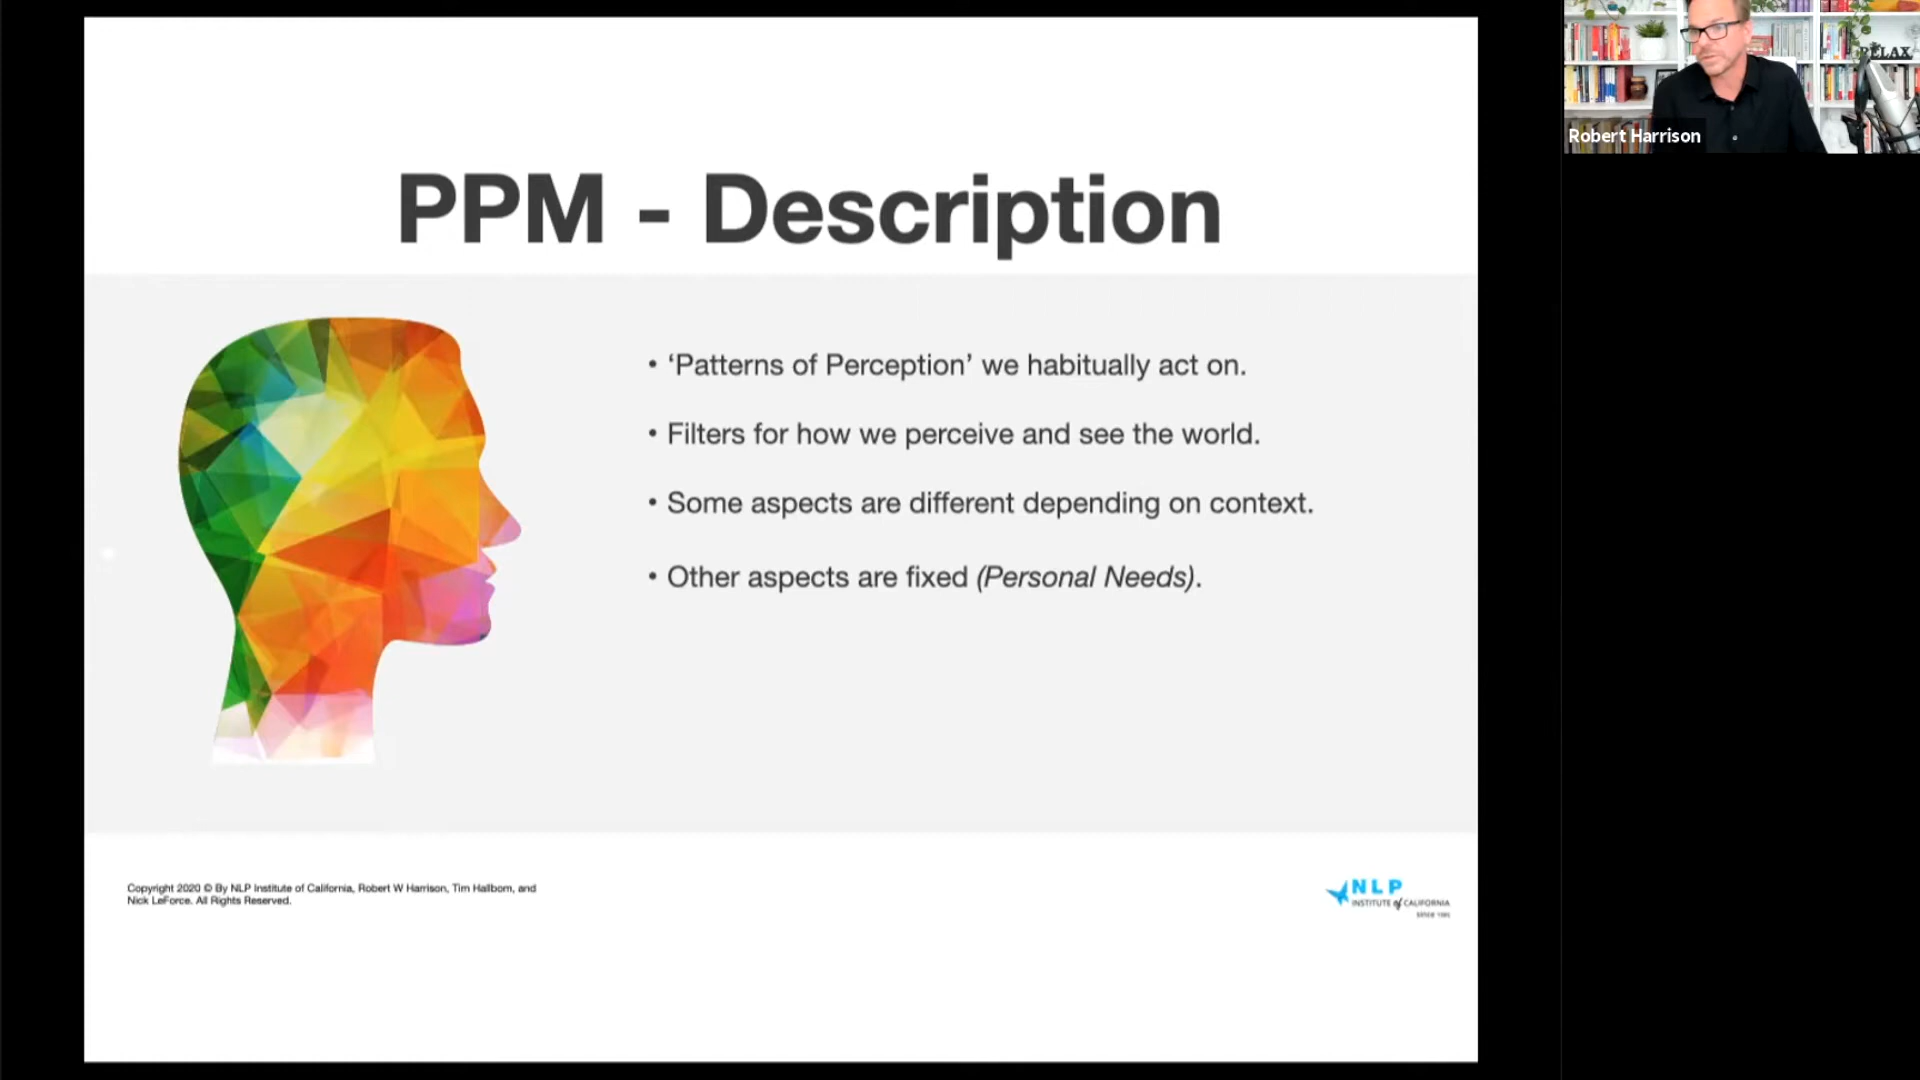 PPM - Description
• ‘Patterns of Perception’ we habitually act on.
• Filters for how we perceive and see the world.
• Some aspects are different depending on context.
• Other aspects are fixed (Personal Needs).
Copyright 2020 © By NLP Institute of California, Robert W Harrison, Tim Hallbom, and
Nick LeForce. All Rights Reserved.
NLP
INSTITUTE of CALIFORNIA
RELAX
Robert Harrison